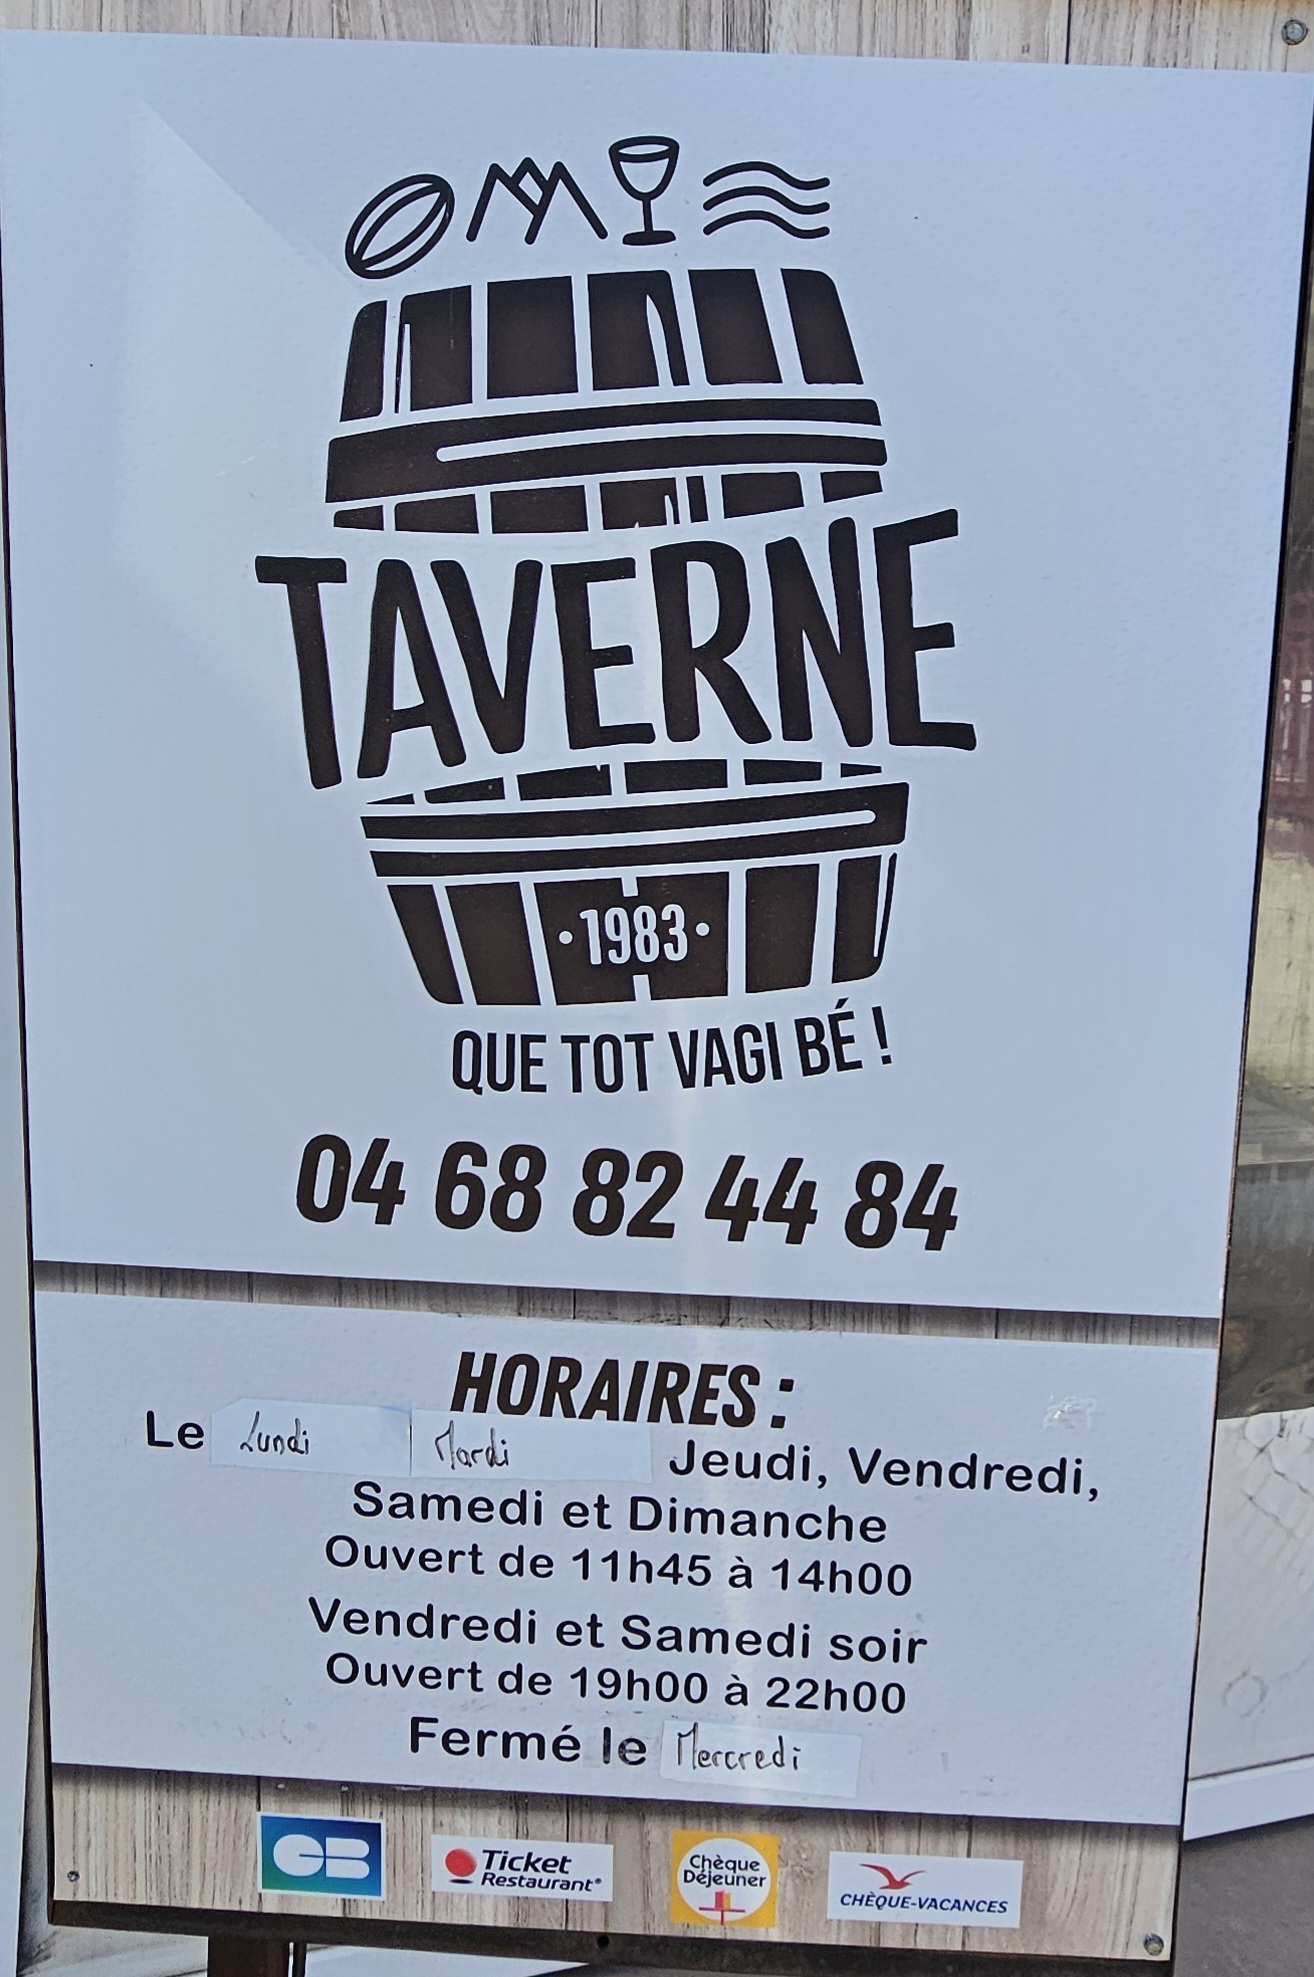 TAVERNE
·1983·
QUE TOT VAGI BÉ !
04 68 82 44 84
HORAIRES :
Le Lundi Mardi Jeudi, Vendredi,
Samedi et Dimanche
Ouvert de 11h45 à 14h00
Vendredi et Samedi soir
Ouvert de 19h00 à 22h00
Fermé le Mercredi
CB
Ticket
Restaurant®
Chèque
Déjeuner
CHÈQUE-VACANCES